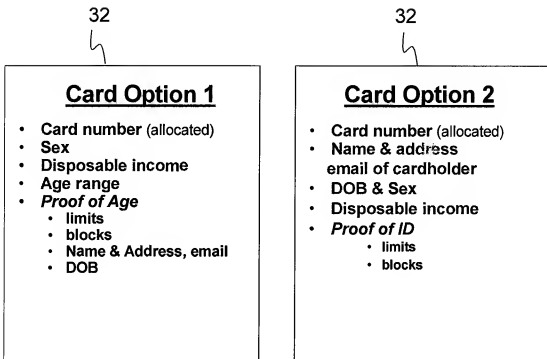 32
32
Card Option 1
• Card number (allocated)
• Sex
• Disposable income
• Age range
• Proof of Age
• limits
• blocks
• Name & Address, email
• DOB
Card Option 2
• Card number (allocated)
• Name & address
email of cardholder
• DOB & Sex
• Disposable income
• Proof of ID
• limits
• blocks